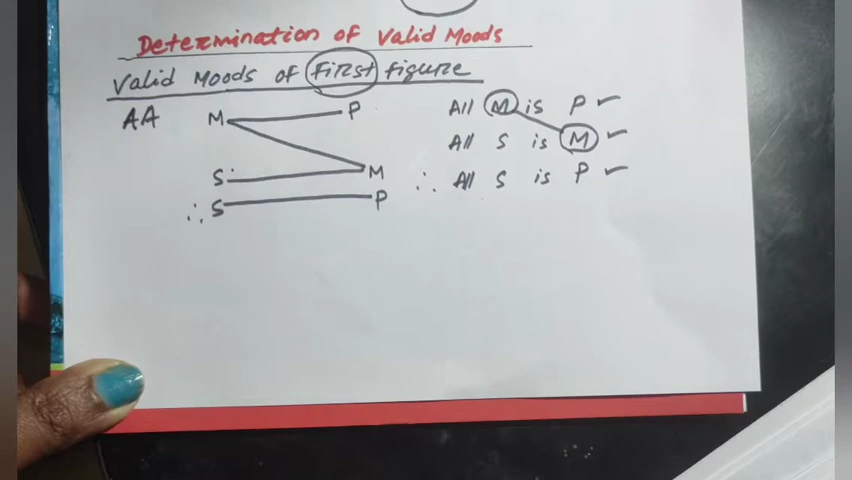 Determination of Valid Moods
Valid Moods of First figure
AA M P All M is P ✓
S M All S is M ✓
∴ S P ∴ All S is P ✓